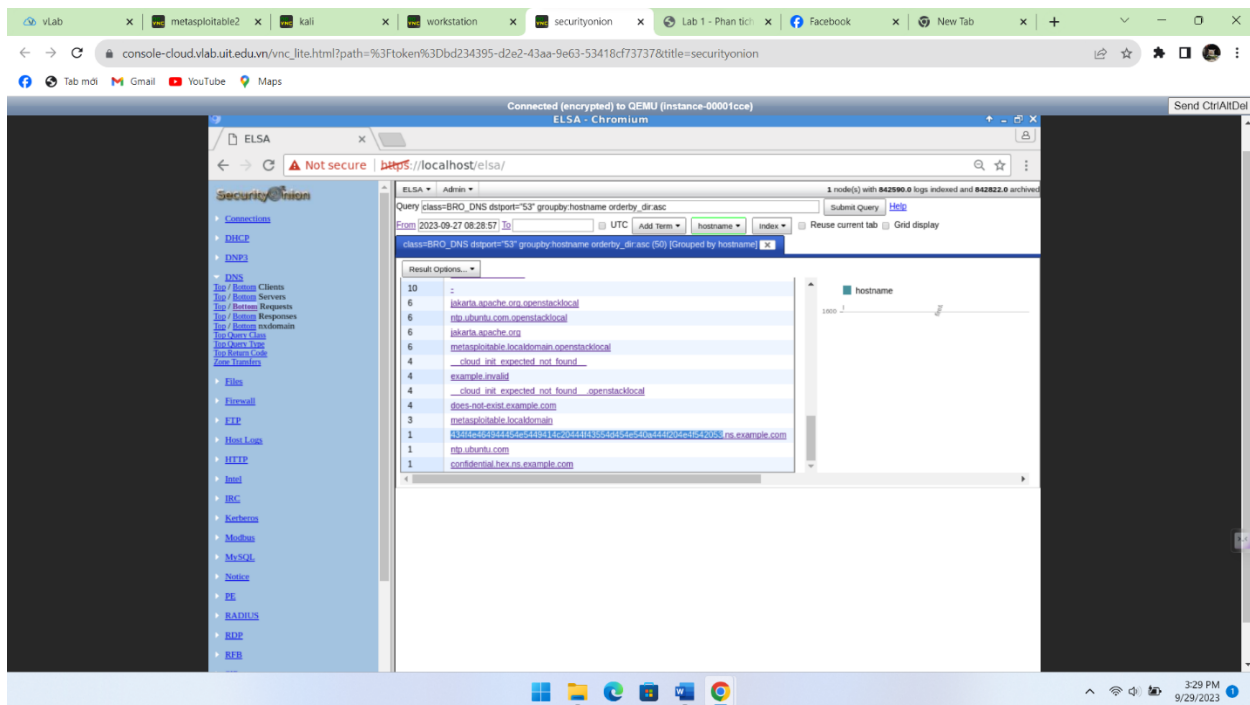 vLab
metasploitable2
kali
workstation
securityonion
Lab 1 - Phan tich
Facebook
New Tab
console-cloud.vlab.uit.edu.vn/vnc_lite.html?path=%3Ftoken%3Dbd234395-d2e2-43aa-9e63-53418cf73737&title=securityonion
Tab mới
Gmail
YouTube
Maps
Connected (encrypted) to QEMU (instance-00001cce)
Send CtrlAltDel
ELSA - Chromium
ELSA
Not secure
https://localhost/elsa/
SecurityOnion
ELSA
Admin
1 node(s) with 842590.0 logs indexed and 842822.0 archived
Query class=BRO_DNS dstport="53" groupby:hostname orderby_dir:asc
Submit Query
Help
From 2023-09-27 08:28:57 To
UTC
Add Term
hostname
Index
Reuse current tab
Grid display
class=BRO_DNS dstport="53" groupby:hostname orderby_dir:asc (50) [Grouped by hostname]
Result Options...
10 -
6 jakarta.apache.org.openstacklocal
6 ntp.ubuntu.com.openstacklocal
6 jakarta.apache.org
6 metasploitable.localdomain.openstacklocal
4 __cloud_init_expected_not_found__
4 example.invalid
4 __cloud_init_expected_not_found__.openstacklocal
4 does-not-exist.example.com
3 metasploitable.localdomain
1 434f4e464944454e5449414c20444f43554d454e540a444f204e4f542053.ns.example.com
1 ntp.ubuntu.com
1 confidential.hex.ns.example.com
hostname
1000
Connections
DHCP
DNP3
DNS
Top / Bottom Clients
Top / Bottom Servers
Top / Bottom Requests
Top / Bottom Responses
Top / Bottom nxdomain
Top Query Class
Top Query Type
Top Return Code
Zone Transfers
Files
Firewall
FTP
Host Logs
HTTP
Intel
IRC
Kerberos
Modbus
MySQL
Notice
PE
RADIUS
RDP
RFB
3:29 PM
9/29/2023
1